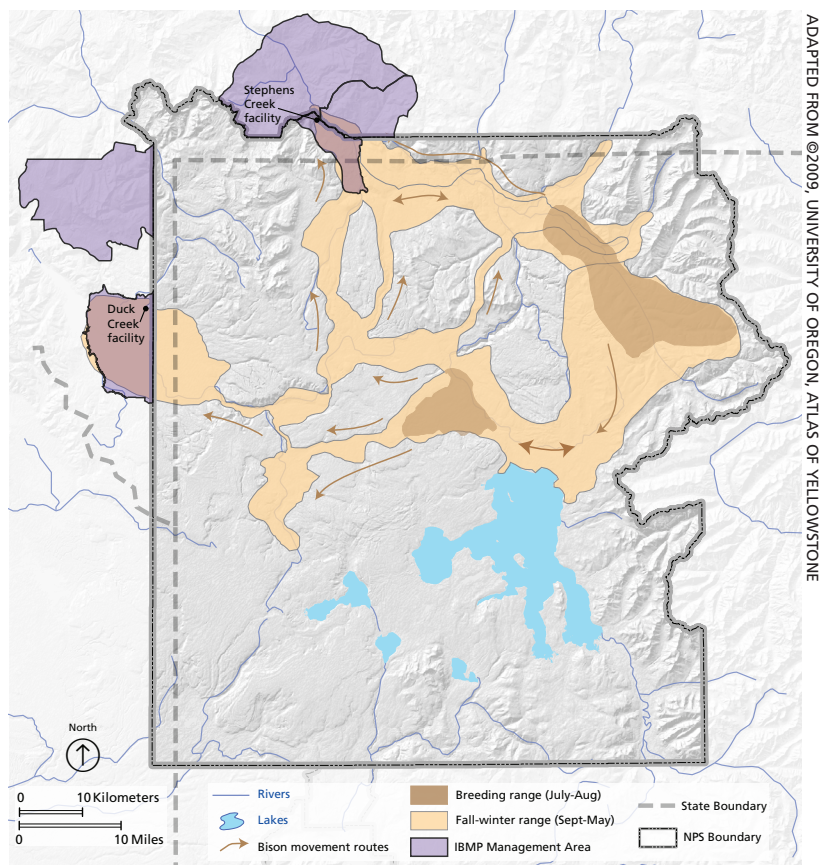 ADAPTED FROM ©2009, UNIVERSITY OF OREGON, ATLAS OF YELLOWSTONE
Stephens
Creek
facility
Duck
Creek
facility
North
0 10 Kilometers
0 10 Miles
Rivers
Lakes
Bison movement routes
Breeding range (July-Aug)
Fall-winter range (Sept-May)
IBMP Management Area
State Boundary
NPS Boundary